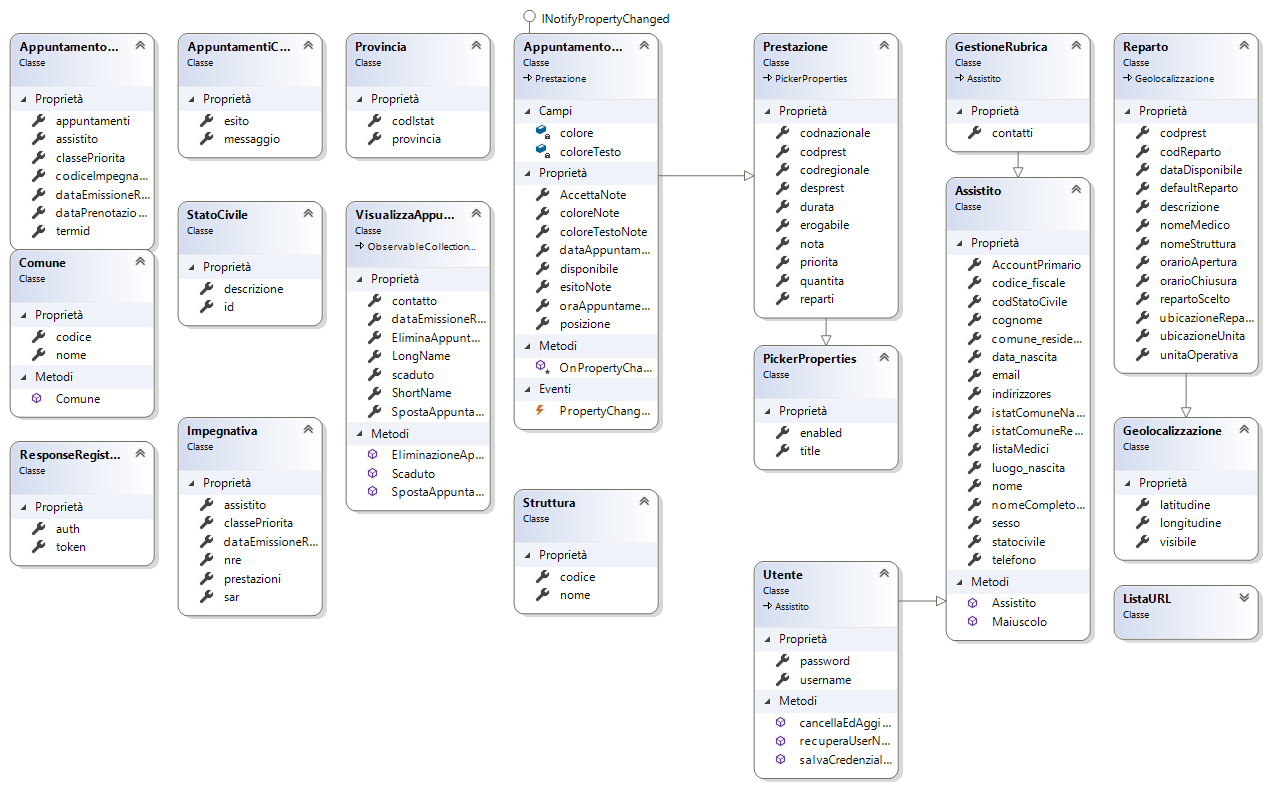 INotifyPropertyChanged
Appuntamento...
Classe
Proprietà
appuntamenti
assistito
classePriorita
codiceImpegna...
dataEmissioneR...
dataPrenotazio...
termid
Comune
Classe
Proprietà
codice
nome
Metodi
Comune
ResponseRegist...
Classe
Proprietà
auth
token
AppuntamentiC...
Classe
Proprietà
esito
messaggio
StatoCivile
Classe
Proprietà
descrizione
id
Impegnativa
Classe
Proprietà
assistito
classePriorita
dataEmissioneR...
nre
prestazioni
sar
Provincia
Classe
Proprietà
codIstat
provincia
VisualizzaAppu...
Classe
ObservableCollection...
Proprietà
contatto
dataEmissioneR...
EliminaAppunt...
LongName
scaduto
ShortName
SpostaAppunta...
Metodi
EliminazioneAp...
Scaduto
SpostaAppunta...
Appuntamento...
Classe
Prestazione
Campi
colore
coloreTesto
Proprietà
AccettaNote
coloreNote
coloreTestoNote
dataAppuntam...
disponibile
esitoNote
oraAppuntame...
posizione
Metodi
OnPropertyCha...
Eventi
PropertyChang...
Struttura
Classe
Proprietà
codice
nome
Prestazione
Classe
PickerProperties
Proprietà
codnazionale
codprest
codregionale
desprest
durata
erogabile
nota
priorita
quantita
reparti
PickerProperties
Classe
Proprietà
enabled
title
Utente
Classe
Assistito
Proprietà
password
username
Metodi
cancellaEdAggi...
recuperaUserN...
salvaCredenzial...
GestioneRubrica
Classe
Assistito
Proprietà
contatti
Assistito
Classe
Proprietà
AccountPrimario
codice_fiscale
codStatoCivile
cognome
comune_reside...
data_nascita
email
indirizzores
istatComuneNa...
istatComuneRe...
listaMedici
luogo_nascita
nome
nomeCompleto...
sesso
statocivile
telefono
Metodi
Assistito
Maiuscolo
Reparto
Classe
Geolocalizzazione
Proprietà
codprest
codReparto
dataDisponibile
defaultReparto
descrizione
nomeMedico
nomeStruttura
orarioApertura
orarioChiusura
repartoScelto
ubicazioneRepa...
ubicazioneUnita
unitaOperativa
Geolocalizzazione
Classe
Proprietà
latitudine
longitudine
visibile
ListaURL
Classe